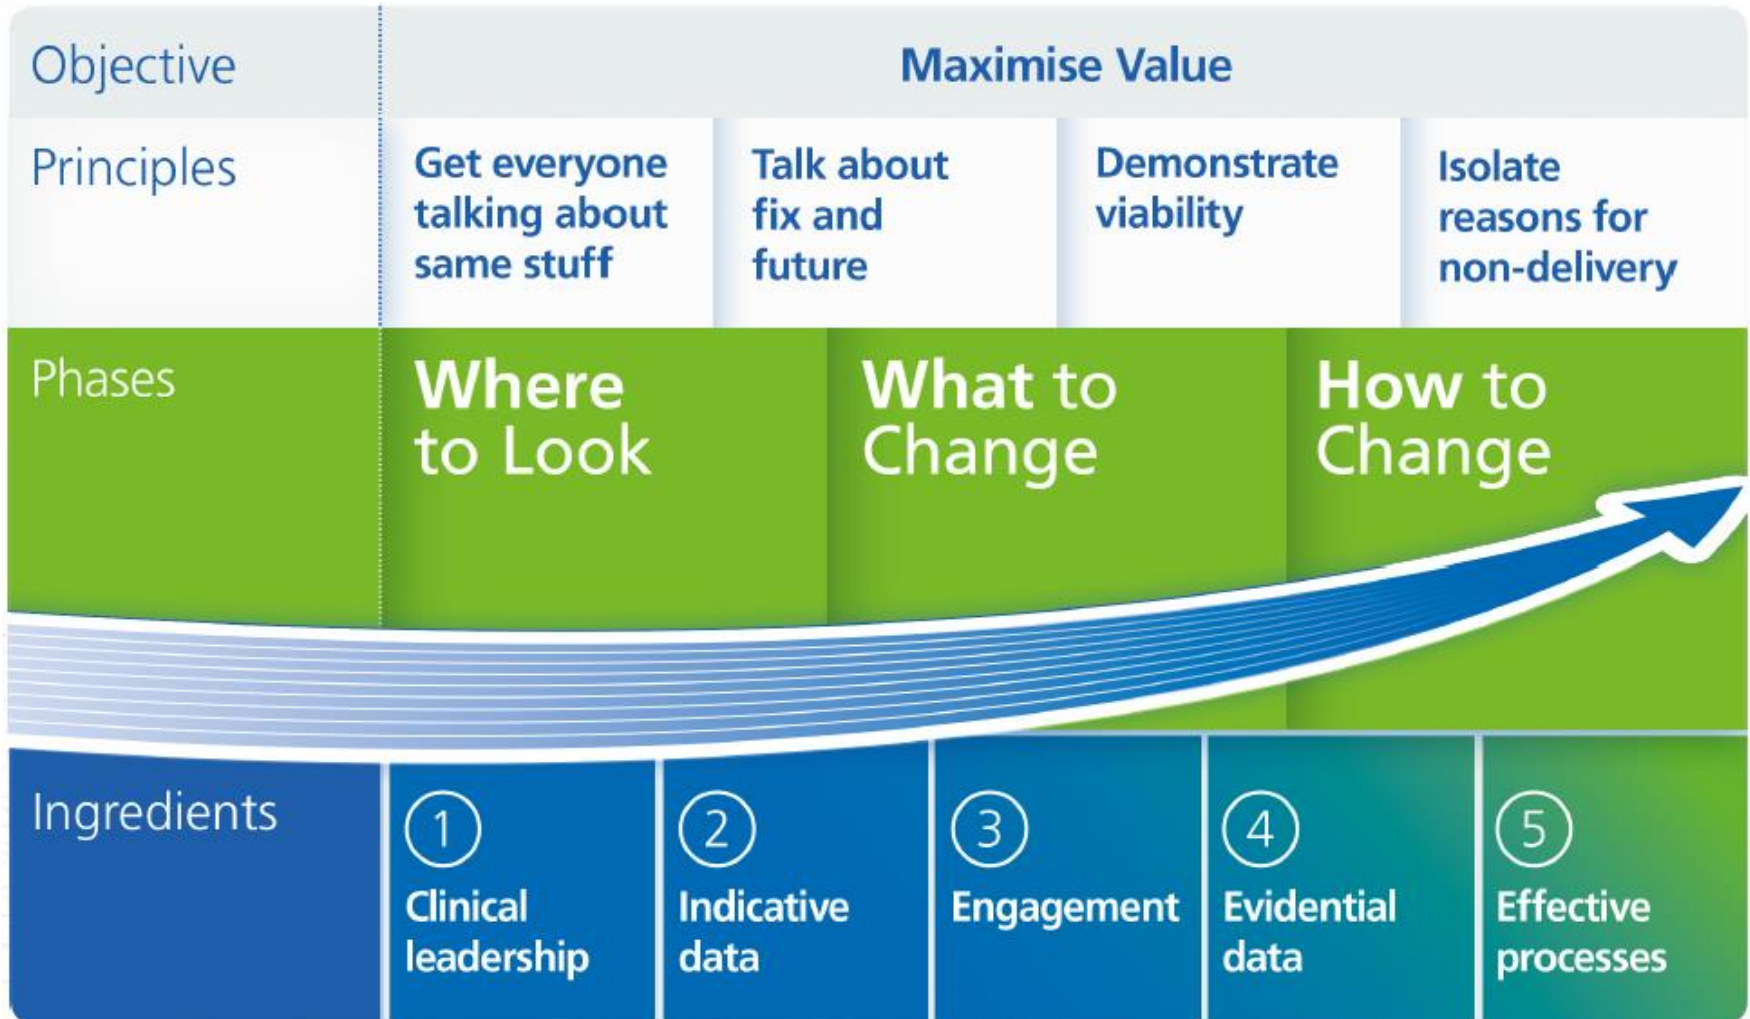 Objective
Maximise Value
Principles
Get everyone
talking about
same stuff
Talk about
fix and
future
Demonstrate
viability
Isolate
reasons for
non-delivery
Phases
Where
to Look
What to
Change
How to
Change
Ingredients
1
Clinical
leadership
2
Indicative
data
3
Engagement
4
Evidential
data
5
Effective
processes